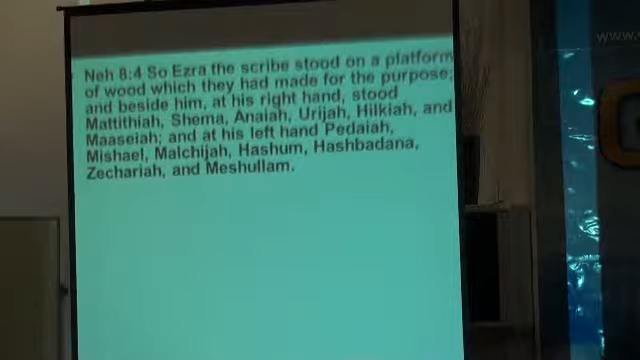 Neh 8:4 So Ezra the scribe stood on a platform
of wood which they had made for the purpose;
and beside him, at his right hand, stood
Mattithiah, Shema, Anaiah, Urijah, Hilkiah, and
Maaseiah; and at his left hand Pedaiah,
Mishael, Malchijah, Hashum, Hashbadana,
Zechariah, and Meshullam.
www.